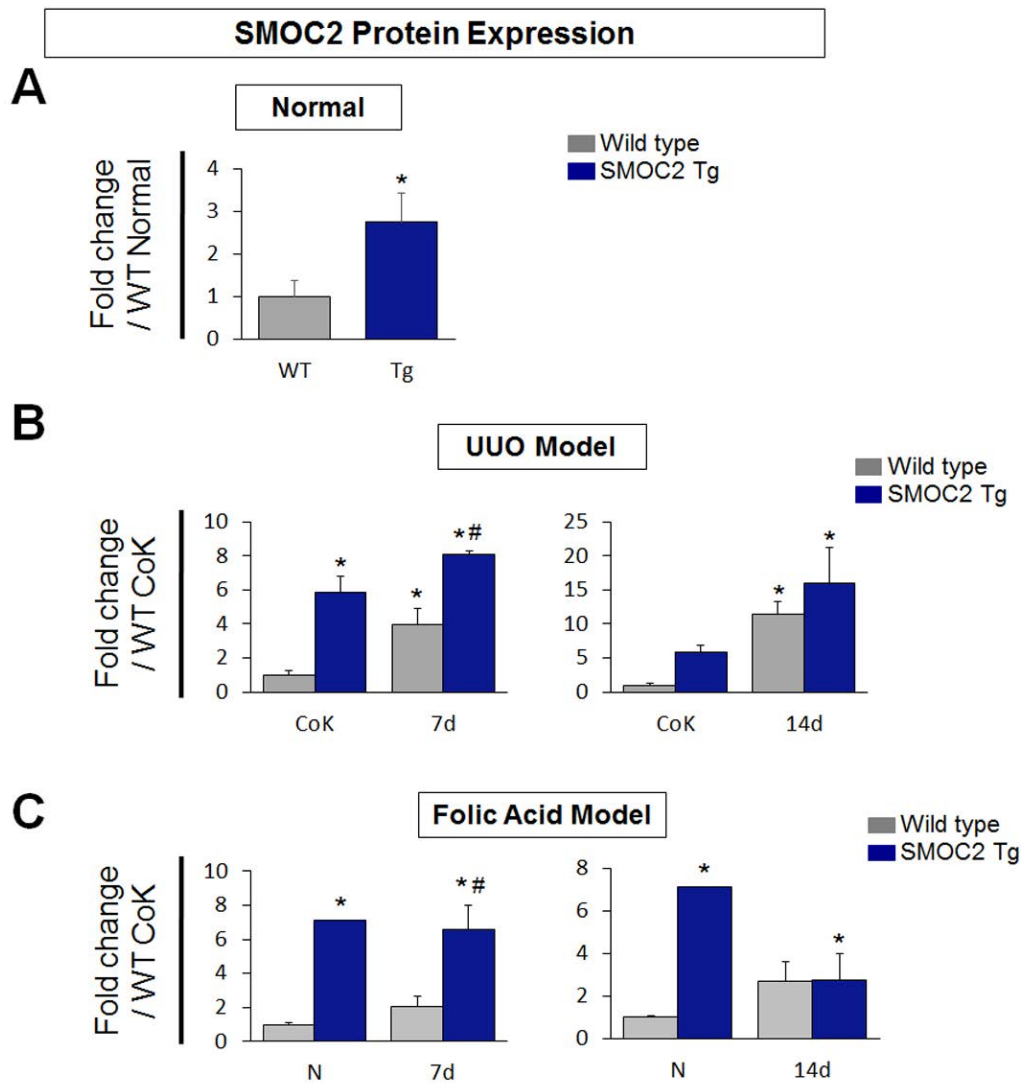 SMOC2 Protein Expression
A
Normal
Wild type
SMOC2 Tg
Fold change
/ WT Normal
4
3
2
1
0
*
WT Tg
B
UUO Model
Wild type
SMOC2 Tg
Fold change
/ WT CoK
10
8
6
4
2
0
* * *#
CoK 7d
25
20
15
10
5
0
* *
CoK 14d
C
Folic Acid Model
Wild type
SMOC2 Tg
Fold change
/ WT CoK
10
8
6
4
2
0
* *#
N 7d
8
6
4
2
0
* *
N 14d